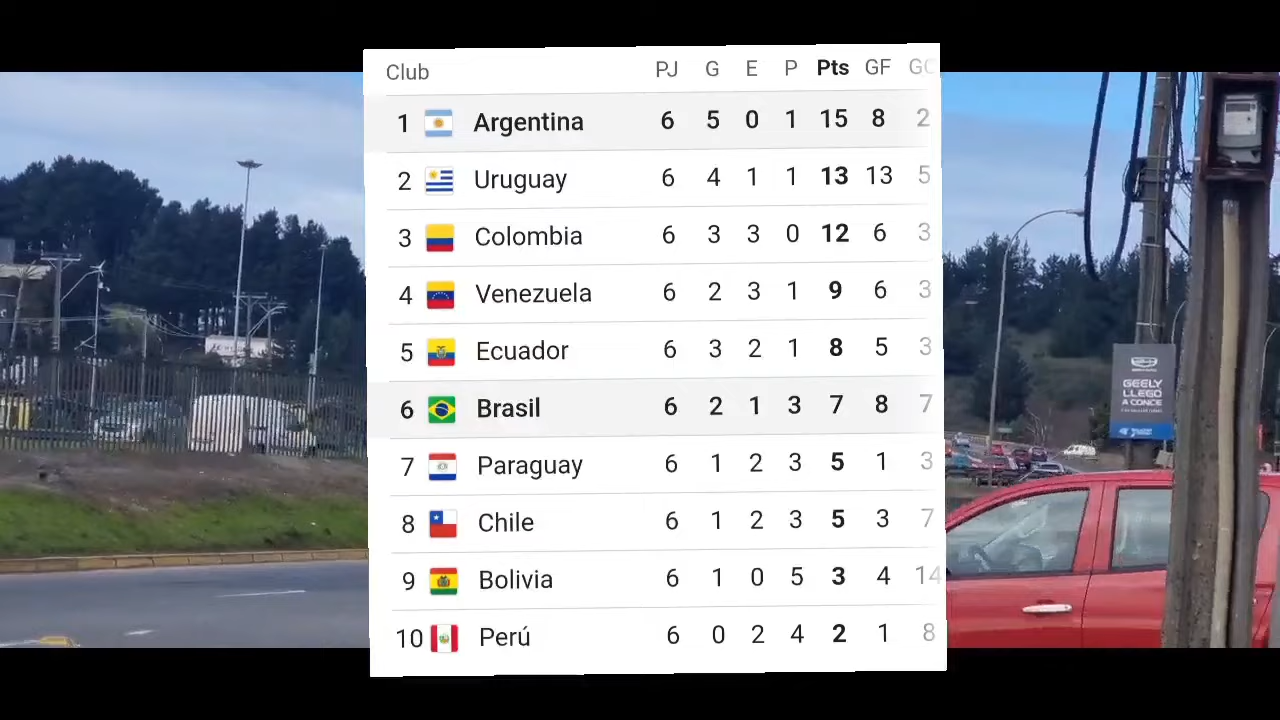 Club PJ G E P Pts GF GC
1 Argentina 6 5 0 1 15 8 2
2 Uruguay 6 4 1 1 13 13 5
3 Colombia 6 3 3 0 12 6 3
4 Venezuela 6 2 3 1 9 6 3
5 Ecuador 6 3 2 1 8 5 3
6 Brasil 6 2 1 3 7 8 7
7 Paraguay 6 1 2 3 5 1 3
8 Chile 6 1 2 3 5 3 7
9 Bolivia 6 1 0 5 3 4 14
10 Perú 6 0 2 4 2 1 8
GEELY
LLEGÓ
A CONCE